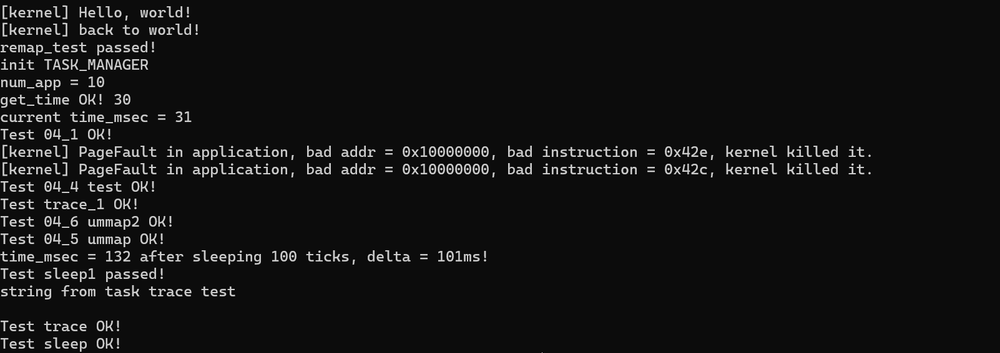 [kernel] Hello, world!
[kernel] back to world!
remap_test passed!
init TASK_MANAGER
num_app = 10
get_time OK! 30
current time_msec = 31
Test 04_1 OK!
[kernel] PageFault in application, bad addr = 0x10000000, bad instruction = 0x42e, kernel killed it.
[kernel] PageFault in application, bad addr = 0x10000000, bad instruction = 0x42c, kernel killed it.
Test 04_4 test OK!
Test trace_1 OK!
Test 04_6 ummap2 OK!
Test 04_5 ummap OK!
time_msec = 132 after sleeping 100 ticks, delta = 101ms!
Test sleep1 passed!
string from task trace test
Test trace OK!
Test sleep OK!